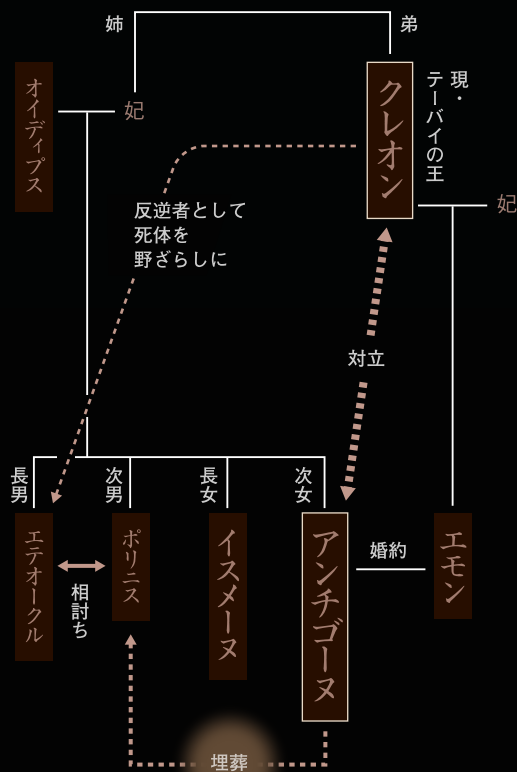 姉
弟
オイディプス
妃
クレオン
現・
テーバイの王
妃
反逆者として
死体を
野ざらしに
対立
長男
次男
長女
次女
エテオークル
相討ち
ポリニス
イスメーヌ
アンチゴーヌ
婚約
エモン
埋葬